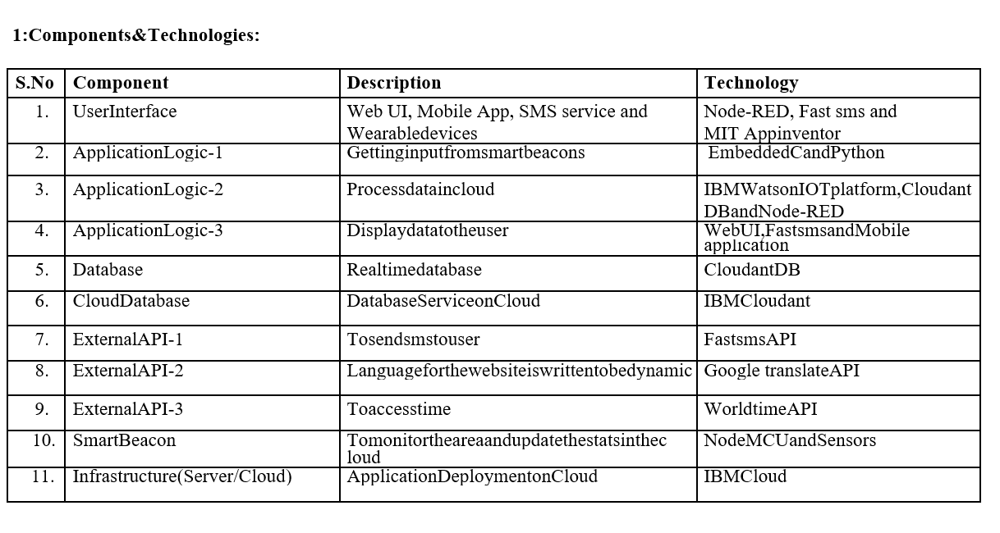 1:Components&Technologies:
S.No Component Description Technology
1. UserInterface Web UI, Mobile App, SMS service and Node-RED, Fast sms and
Wearabledevices MIT Appinventor
2. ApplicationLogic-1 Gettinginputfromsmartbeacons EmbeddedCandPython
3. ApplicationLogic-2 Processdataincloud IBMWatsonIOTplatform,Cloudant
DBandNode-RED
4. ApplicationLogic-3 Displaydatatotheuser WebUI,FastsmsandMobile
application
5. Database Realtimedatabase CloudantDB
6. CloudDatabase DatabaseServiceonCloud IBMCloudant
7. ExternalAPI-1 Tosendsmstouser FastsmsAPI
8. ExternalAPI-2 Languageforthewebsiteiswrittentobedynamic Google translateAPI
9. ExternalAPI-3 Toaccesstime WorldtimeAPI
10. SmartBeacon Tomonitortheareaandupdatethestatsinthec NodeMCUandSensors
loud
11. Infrastructure(Server/Cloud) ApplicationDeploymentonCloud IBMCloud